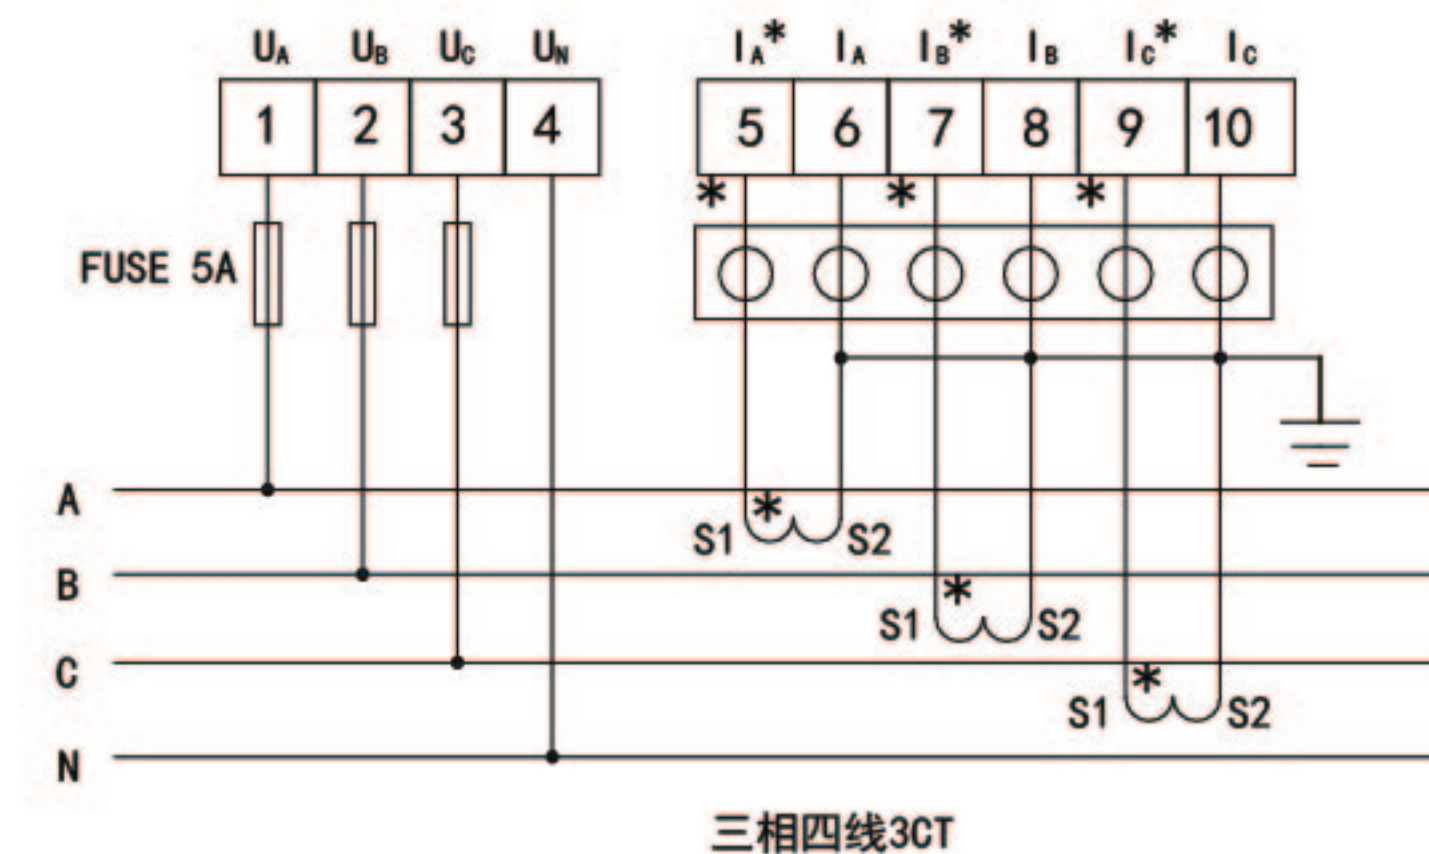 UA UB UC UN IA* IA IB* IB IC* IC
1 2 3 4 5 6 7 8 9 10
* * *
FUSE 5A
A
* S1 S2
B
* S1 S2
C
* S1 S2
N
三相四线3CT